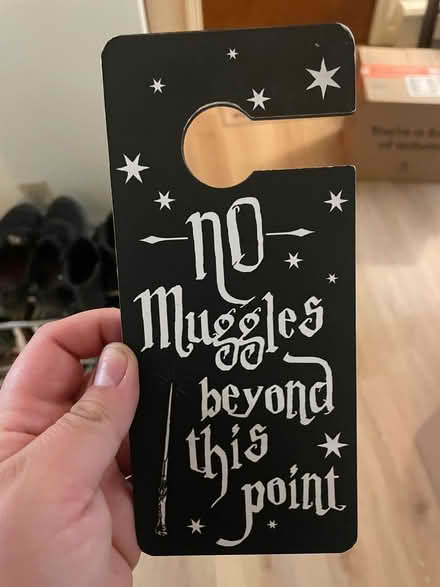 NO
Muggles
beyond
this
point